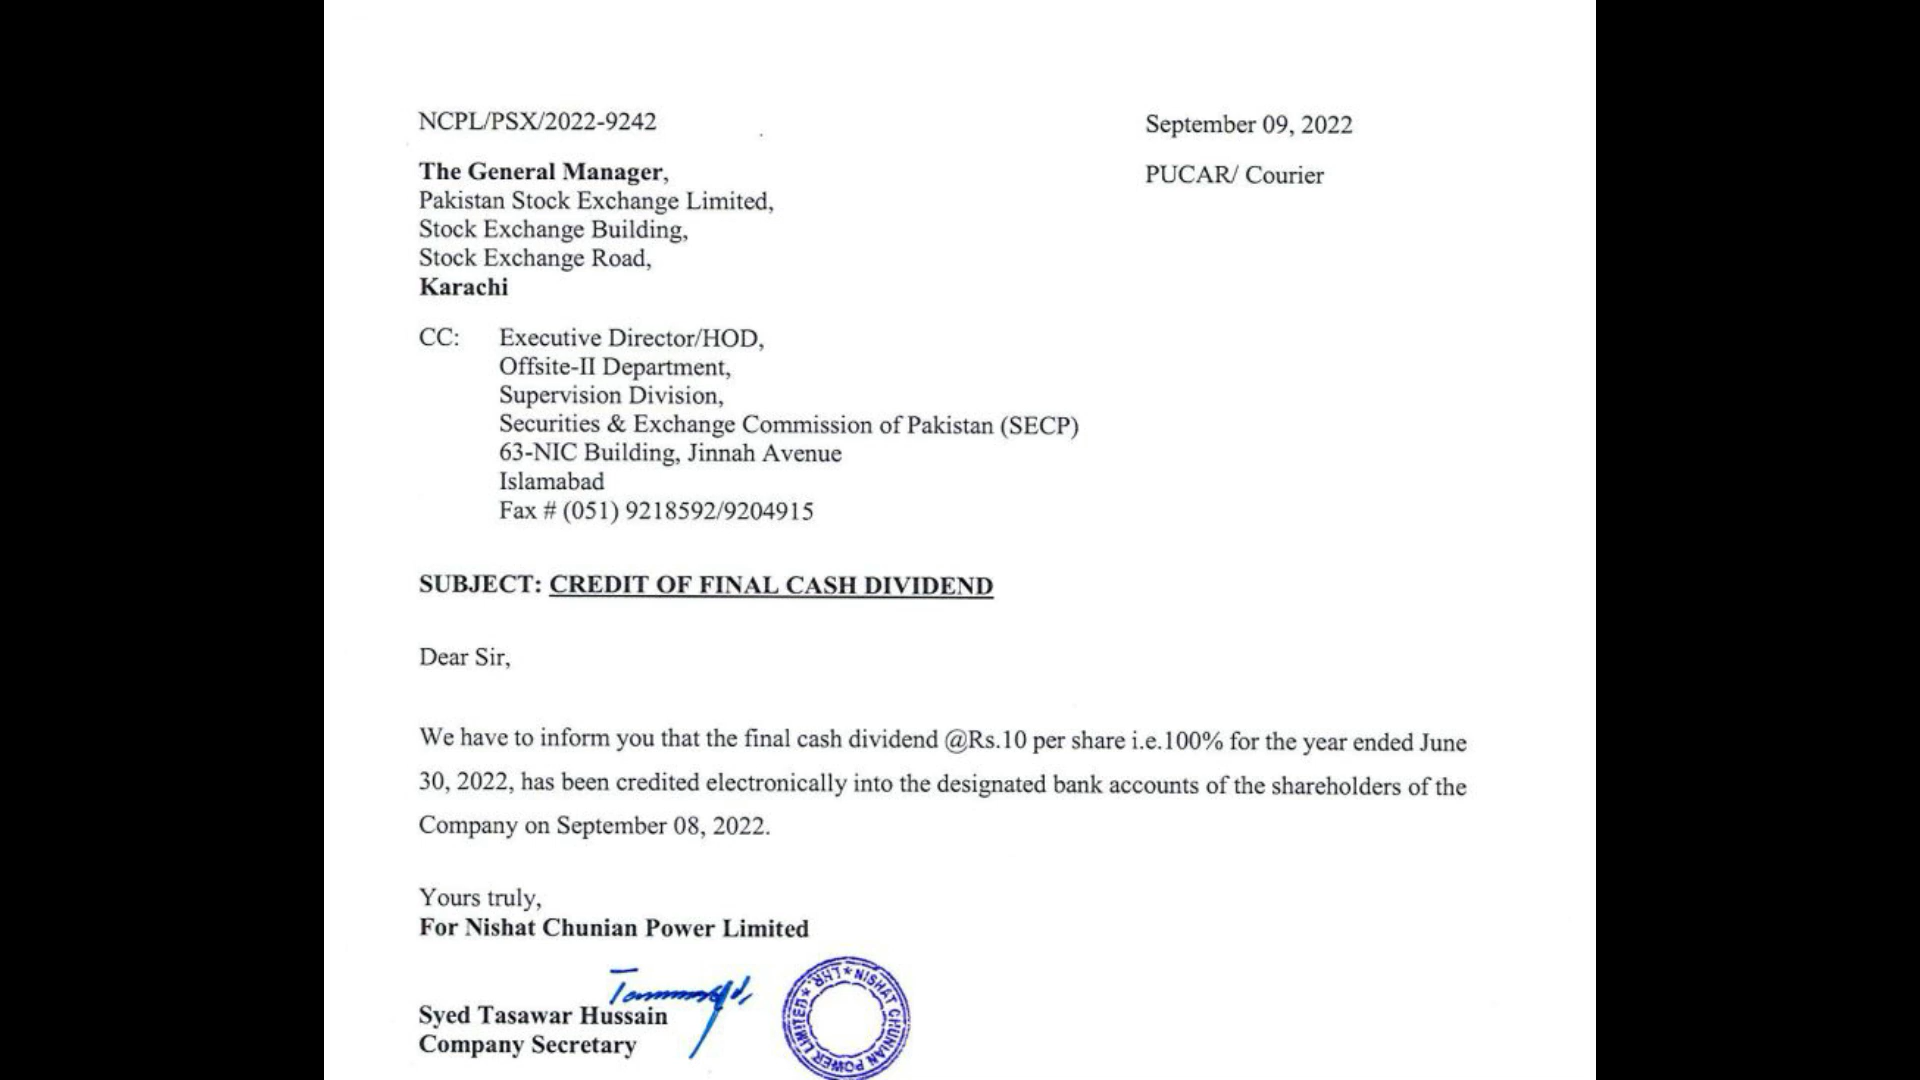 NCPL/PSX/2022-9242
September 09, 2022
The General Manager,
PUCAR/ Courier
Pakistan Stock Exchange Limited,
Stock Exchange Building,
Stock Exchange Road,
Karachi
CC: Executive Director/HOD,
Offsite-II Department,
Supervision Division,
Securities & Exchange Commission of Pakistan (SECP)
63-NIC Building, Jinnah Avenue
Islamabad
Fax # (051) 9218592/9204915
SUBJECT: CREDIT OF FINAL CASH DIVIDEND
Dear Sir,
We have to inform you that the final cash dividend @Rs.10 per share i.e.100% for the year ended June
30, 2022, has been credited electronically into the designated bank accounts of the shareholders of the
Company on September 08, 2022.
Yours truly,
For Nishat Chunian Power Limited
Syed Tasawar Hussain
Company Secretary
NISHAT CHUNIAN POWER LIMITED * LHR. *